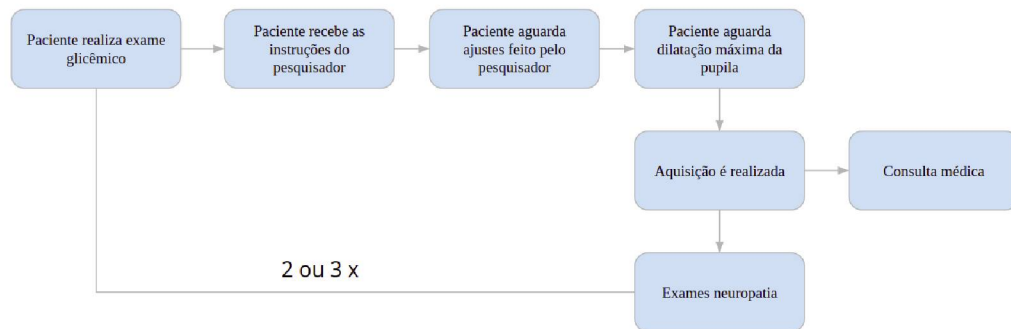 Paciente realiza exame
glicêmico
Paciente recebe as
instruções do
pesquisador
Paciente aguarda
ajustes feito pelo
pesquisador
Paciente aguarda
dilatação máxima da
pupila
Aquisição é realizada
Consulta médica
2 ou 3 x
Exames neuropatia